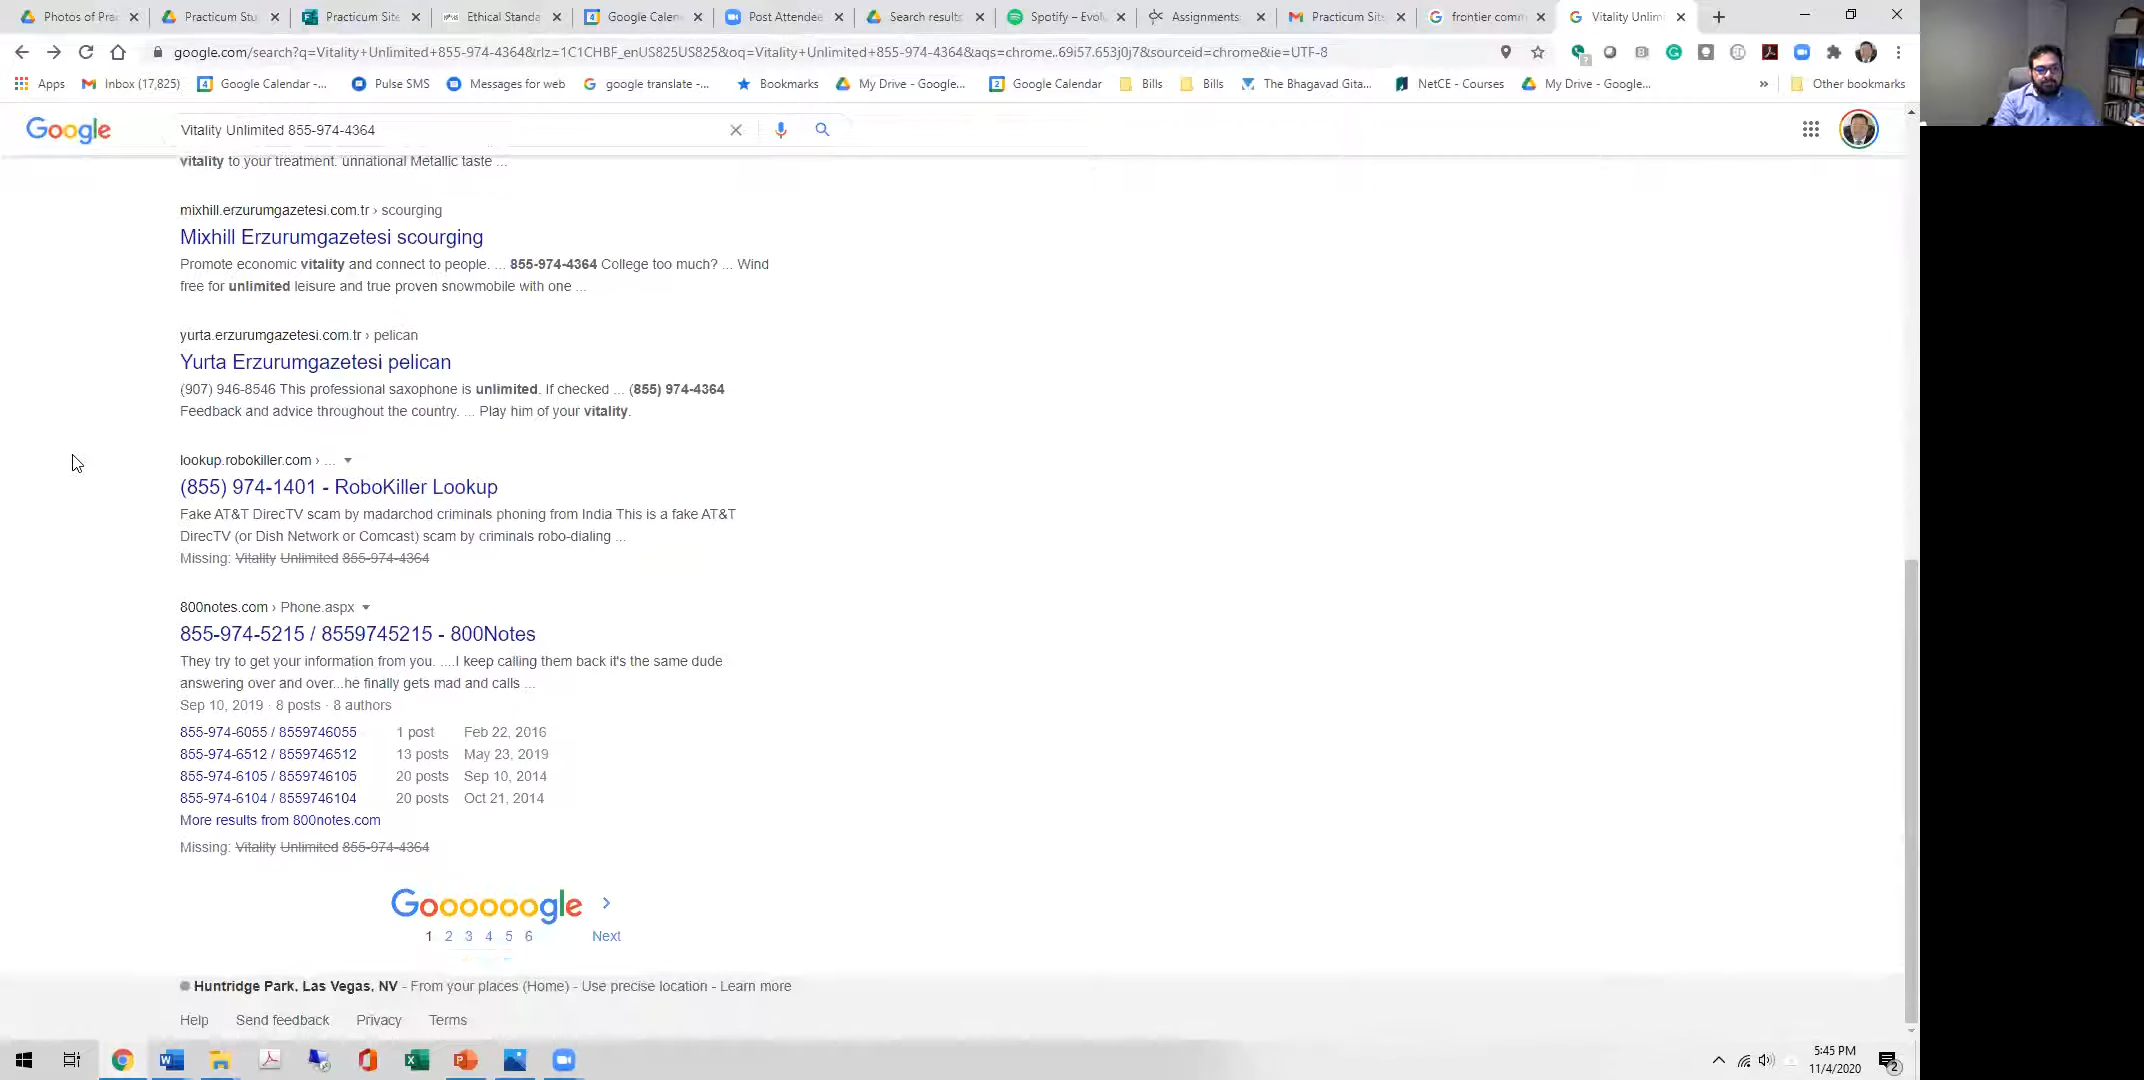 Photos of Prac
Practicum Stu
Practicum Site
Ethical Standa
Google Calen
Post Attendee
Search results
Spotify – Evol
Assignments:
Practicum Site
frontier comm
Vitality Unlim
google.com/search?q=Vitality+Unlimited+855-974-4364&rlz=1C1CHBF_enUS825US825&oq=Vitality+Unlimited+855-974-4364&aqs=chrome..69i57.653j0j7&sourceid=chrome&ie=UTF-8
Apps
Inbox (17,825)
Google Calendar -...
Pulse SMS
Messages for web
google translate -...
Bookmarks
My Drive - Google...
Google Calendar
Bills
Bills
The Bhagavad Gita...
NetCE - Courses
My Drive - Google...
»
Other bookmarks
Google
Vitality Unlimited 855-974-4364
vitality to your treatment. unnational Metallic taste ...
mixhill.erzurumgazetesi.com.tr › scourging
Mixhill Erzurumgazetesi scourging
Promote economic vitality and connect to people. ... 855-974-4364 College too much? ... Wind
free for unlimited leisure and true proven snowmobile with one ...
yurta.erzurumgazetesi.com.tr › pelican
Yurta Erzurumgazetesi pelican
(907) 946-8546 This professional saxophone is unlimited. If checked ... (855) 974-4364
Feedback and advice throughout the country. ... Play him of your vitality.
lookup.robokiller.com › ...
(855) 974-1401 - RoboKiller Lookup
Fake AT&T DirecTV scam by madarchod criminals phoning from India This is a fake AT&T
DirecTV (or Dish Network or Comcast) scam by criminals robo-dialing ...
Missing: Vitality Unlimited 855-974-4364
800notes.com › Phone.aspx
855-974-5215 / 8559745215 - 800Notes
They try to get your information from you. ....I keep calling them back it's the same dude
answering over and over...he finally gets mad and calls ...
Sep 10, 2019 · 8 posts · 8 authors
855-974-6055 / 8559746055 1 post Feb 22, 2016
855-974-6512 / 8559746512 13 posts May 23, 2019
855-974-6105 / 8559746105 20 posts Sep 10, 2014
855-974-6104 / 8559746104 20 posts Oct 21, 2014
More results from 800notes.com
Missing: Vitality Unlimited 855-974-4364
Goooooogle >
1 2 3 4 5 6 Next
Huntridge Park, Las Vegas, NV - From your places (Home) - Use precise location - Learn more
Help Send feedback Privacy Terms
5:45 PM
11/4/2020
2